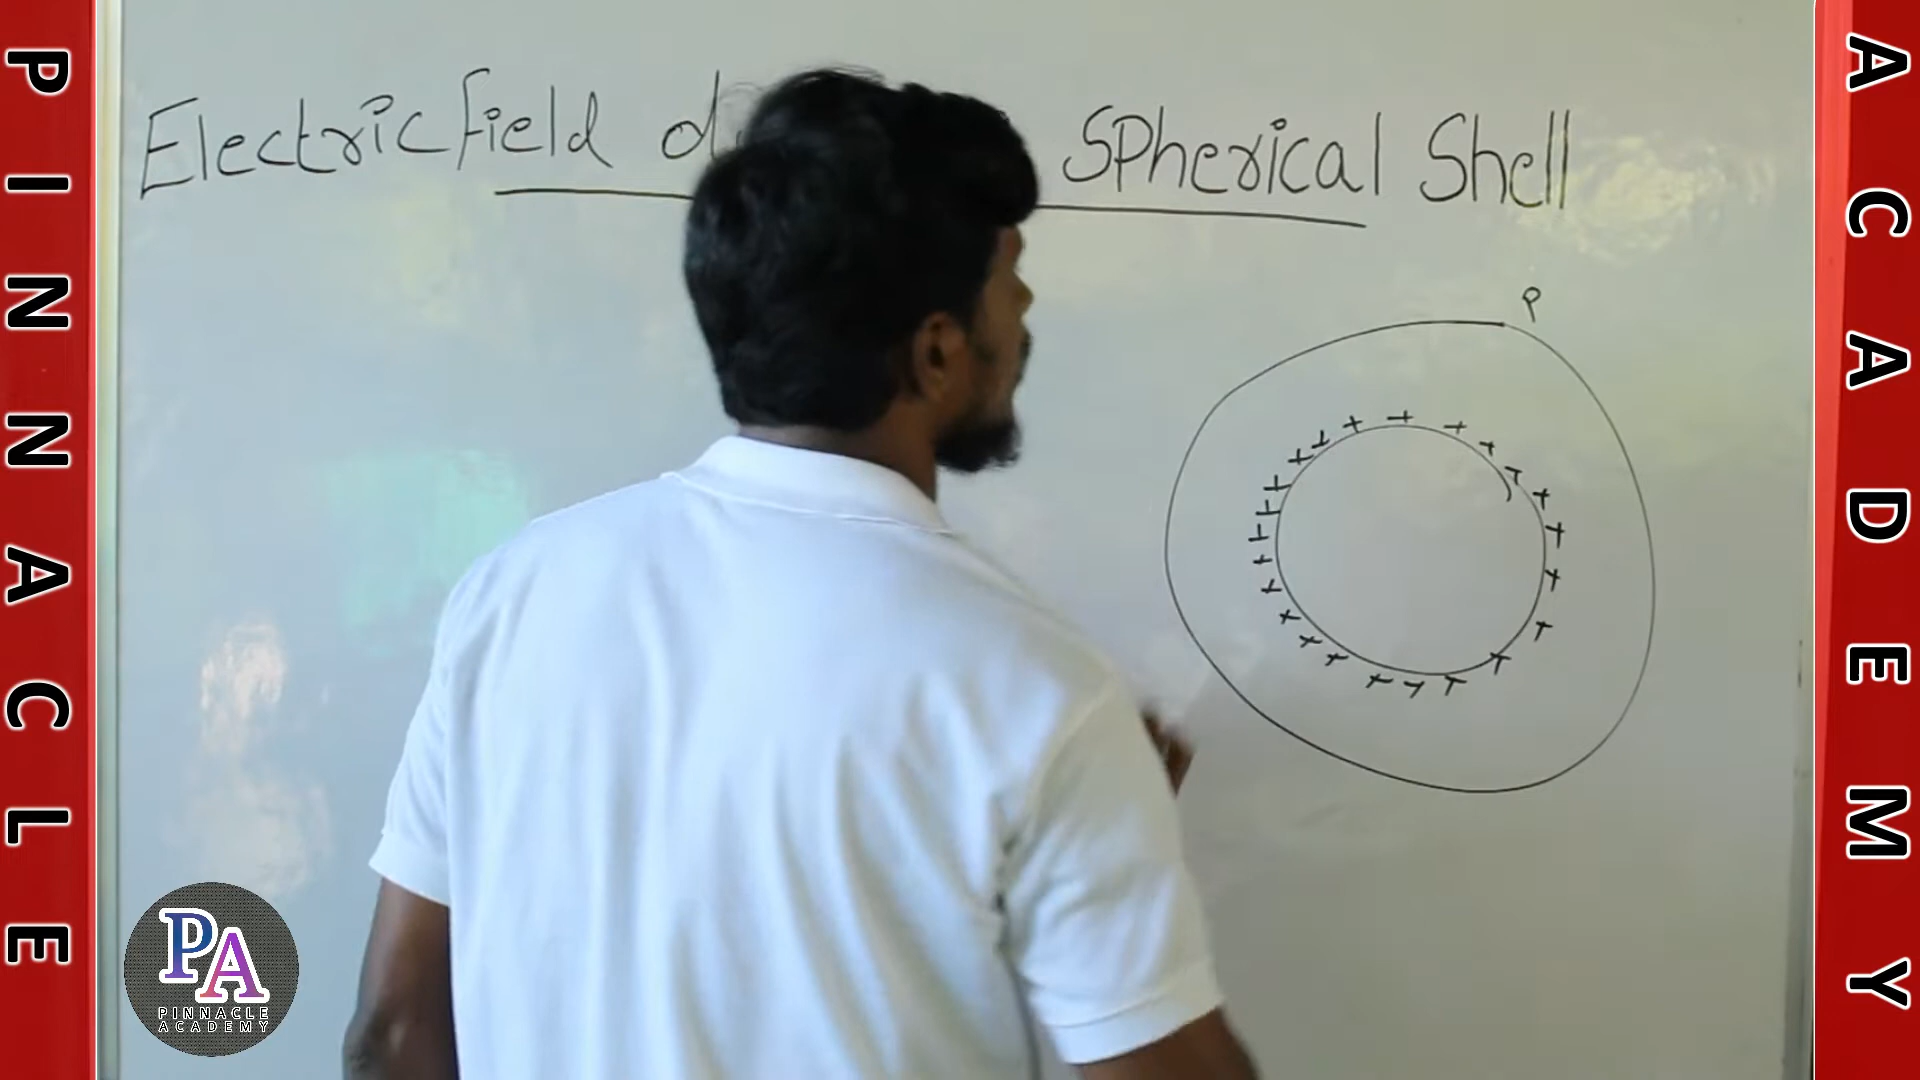 Electric field Spherical Shell
P
PINNACLE
ACADEMY
PA
PINNACLE
ACADEMY